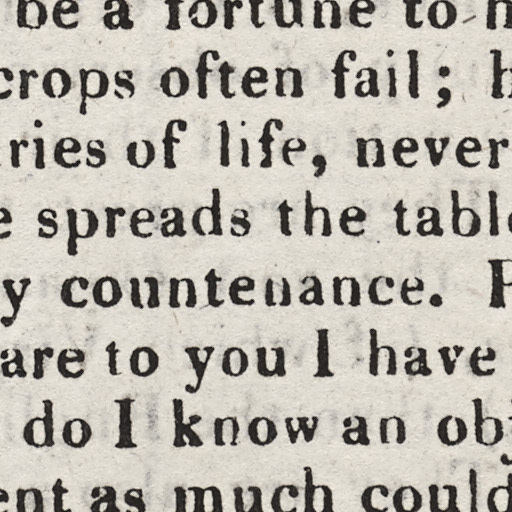 be a fortune to h
crops often fail; h
ries of life, never
e spreads the table
y countenance. P
are to you I have
do I know an obj
ent as much could